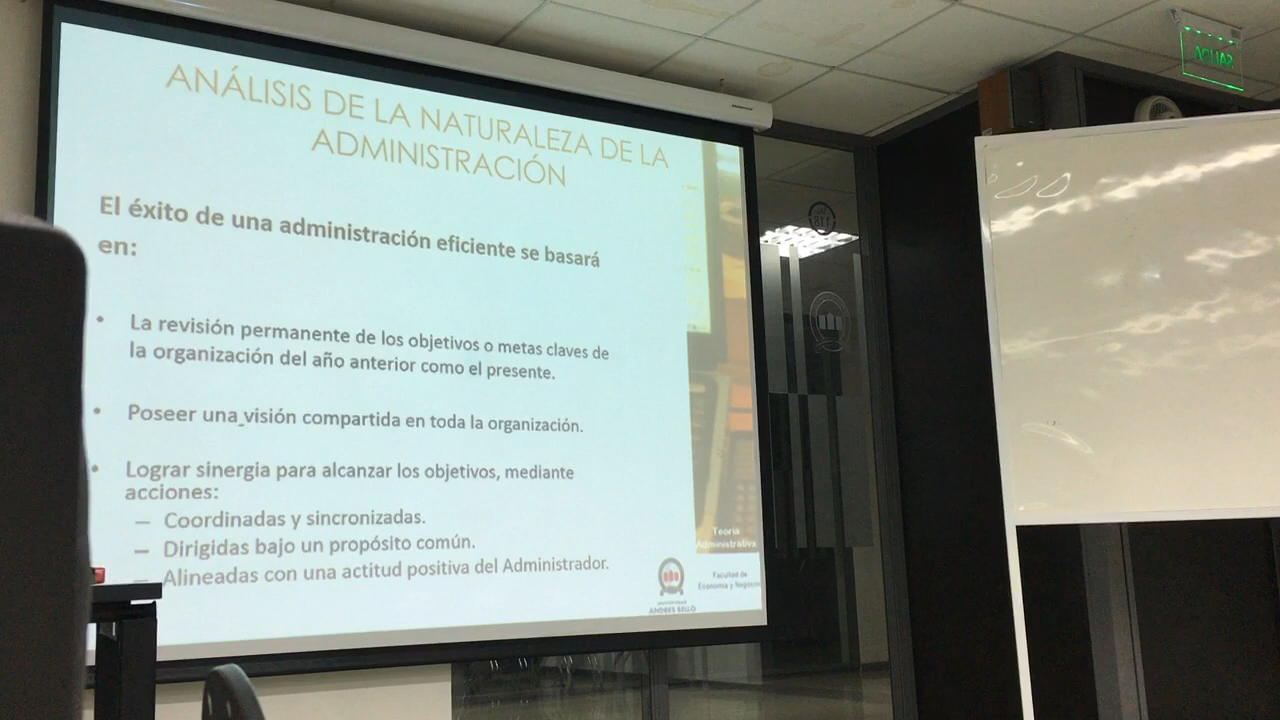 ANÁLISIS DE LA NATURALEZA DE LA
ADMINISTRACIÓN
El éxito de una administración eficiente se basará
en:
• La revisión permanente de los objetivos o metas claves de
la organización del año anterior como el presente.
• Poseer una visión compartida en toda la organización.
• Lograr sinergia para alcanzar los objetivos, mediante
acciones:
– Coordinadas y sincronizadas.
– Dirigidas bajo un propósito común.
– Alineadas con una actitud positiva del Administrador.
Teoría
Administrativa
Facultad de
Economía y Negocios
ANDRES BELLO
SALIDA